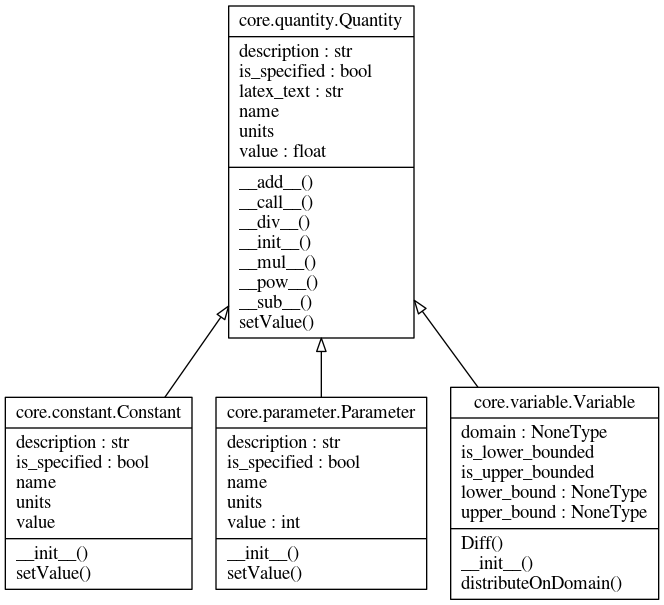 core.quantity.Quantity
description : str
is_specified : bool
latex_text : str
name
units
value : float
__add__()
__call__()
__div__()
__init__()
__mul__()
__pow__()
__sub__()
setValue()
core.constant.Constant
description : str
is_specified : bool
name
units
value
__init__()
setValue()
core.parameter.Parameter
description : str
is_specified : bool
name
units
value : int
__init__()
setValue()
core.variable.Variable
domain : NoneType
is_lower_bounded
is_upper_bounded
lower_bound : NoneType
upper_bound : NoneType
Diff()
__init__()
distributeOnDomain()